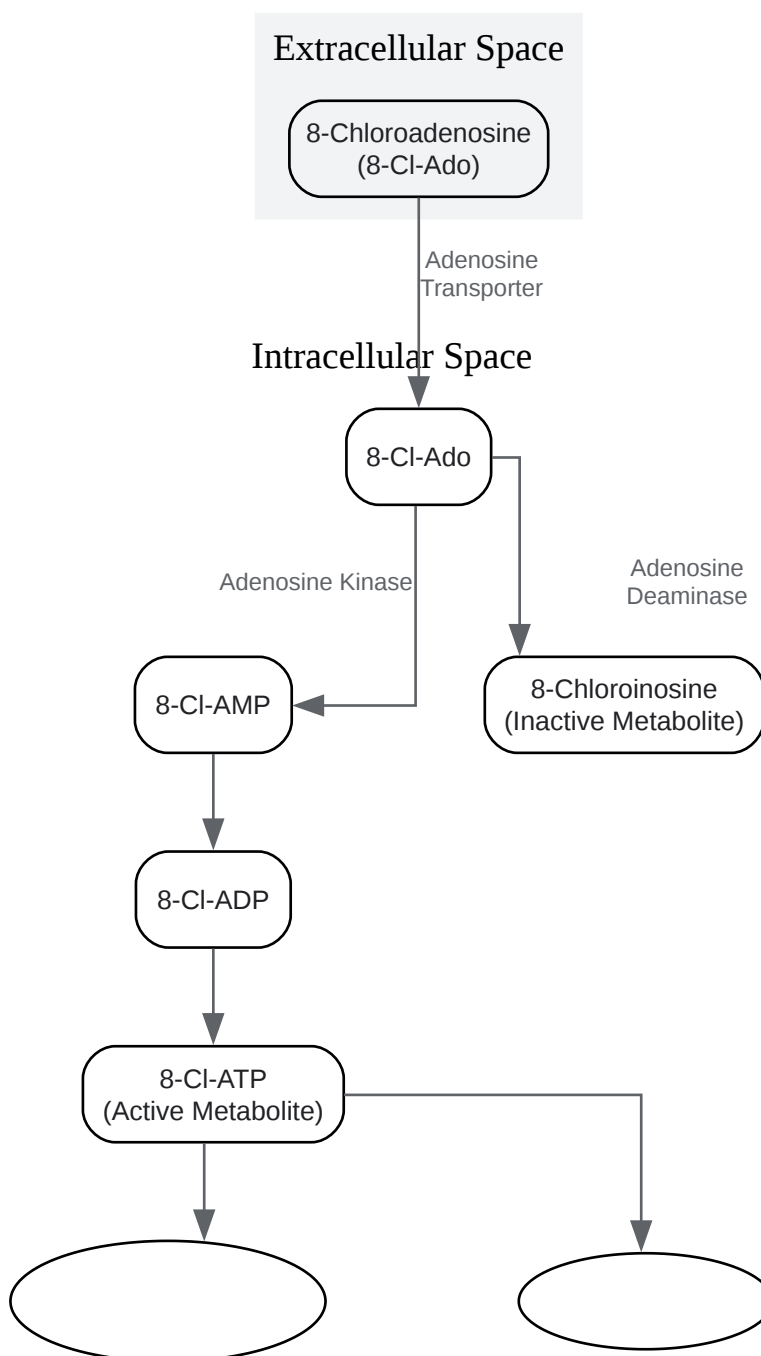 Extracellular Space
8-Chloroadenosine
(8-Cl-Ado)
Adenosine
Transporter
Intracellular Space
8-Cl-Ado
Adenosine Kinase
Adenosine
Deaminase
8-Cl-AMP
8-Chloroinosine
(Inactive Metabolite)
8-Cl-ADP
8-Cl-ATP
(Active Metabolite)